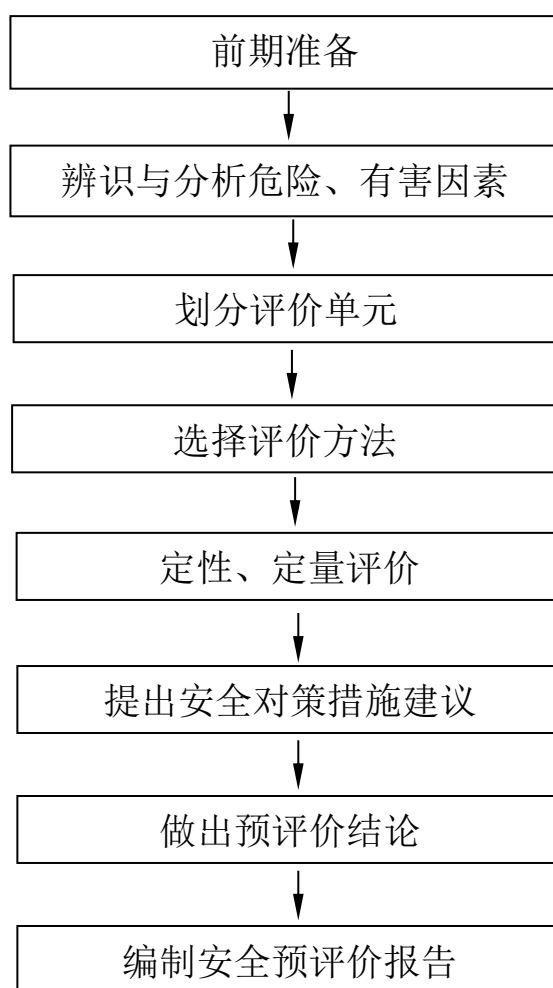 前期准备
辨识与分析危险、有害因素
划分评价单元
选择评价方法
定性、定量评价
提出安全对策措施建议
做出预评价结论
编制安全预评价报告